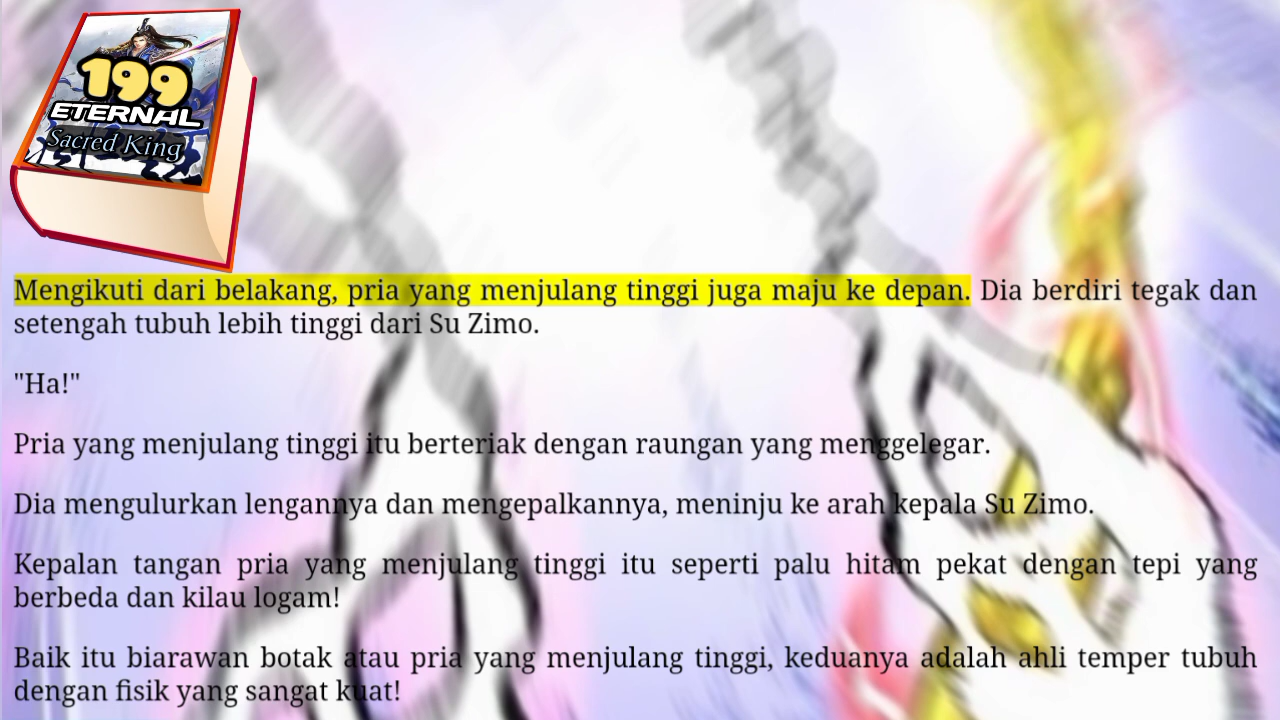 199
ETERNAL
Sacred King
Mengikuti dari belakang, pria yang menjulang tinggi juga maju ke depan. Dia berdiri tegak dan
setengah tubuh lebih tinggi dari Su Zimo.
"Ha!"
Pria yang menjulang tinggi itu berteriak dengan raungan yang menggelegar.
Dia mengulurkan lengannya dan mengepalkannya, meninju ke arah kepala Su Zimo.
Kepalan tangan pria yang menjulang tinggi itu seperti palu hitam pekat dengan tepi yang
berbeda dan kilau logam!
Baik itu biarawan botak atau pria yang menjulang tinggi, keduanya adalah ahli temper tubuh
dengan fisik yang sangat kuat!